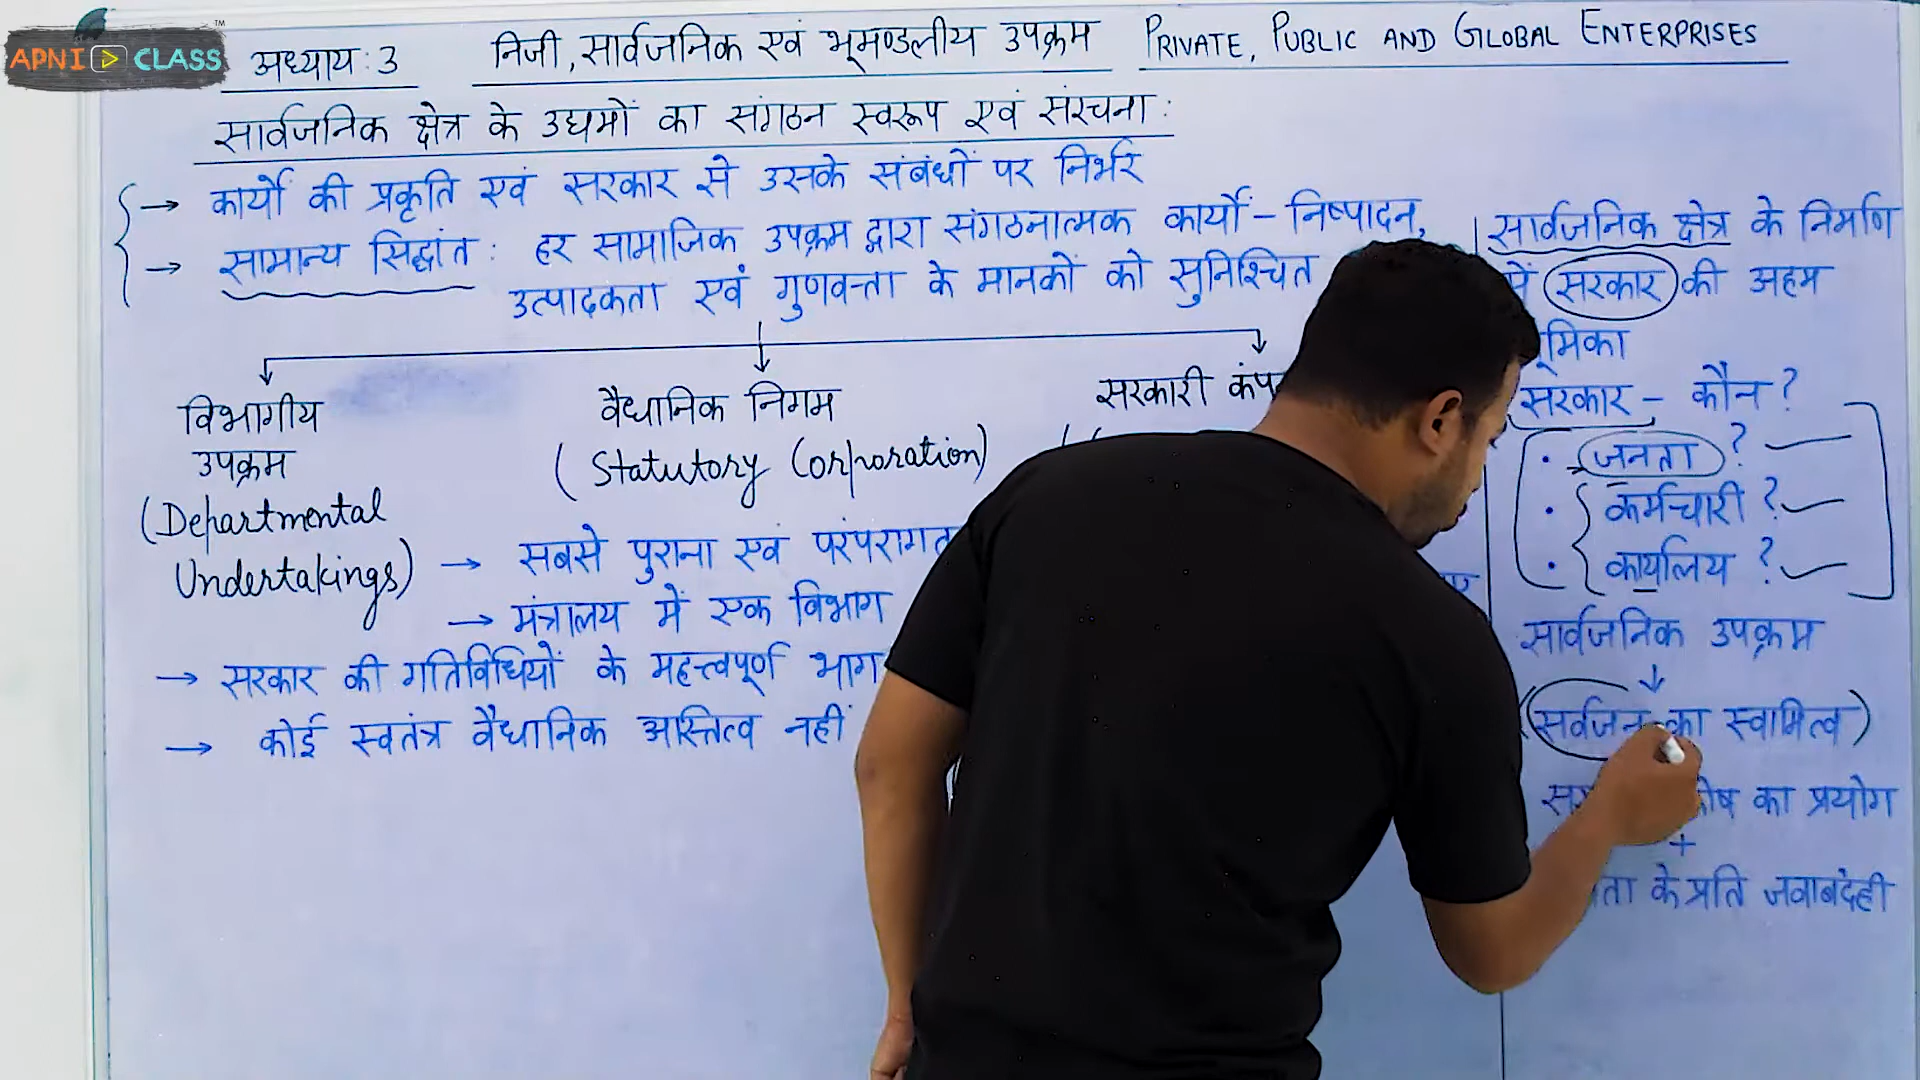 APNI CLASS TM
अध्याय : 3 निजी, सार्वजनिक एवं भूमण्डलीय उपक्रम PRIVATE, PUBLIC AND GLOBAL ENTERPRISES
सार्वजनिक क्षेत्र के उद्यमों का संगठन स्वरूप एवं संरचना :
→ कार्यों की प्रकृति एवं सरकार से उसके संबंधों पर निर्भर
→ सामान्य सिद्धांत : हर सामाजिक उपक्रम द्वारा संगठनात्मक कार्यों - निष्पादन,
उत्पादकता एवं गुणवत्ता के मानकों को सुनिश्चित
विभागीय
उपक्रम
(Departmental
Undertakings)
वैधानिक निगम
(Statutory Corporation)
सरकारी
→ सबसे पुराना एवं परंपरागत
→ मंत्रालय में एक विभाग
→ सरकार की गतिविधियों के महत्त्वपूर्ण भाग
→ कोई स्वतंत्र वैधानिक अस्तित्व नहीं
सार्वजनिक क्षेत्र के निर्माण
में सरकार की अहम
सरकार - कौन ?
· जनता ?
· कर्मचारी ?
· कार्यालय ?
सार्वजनिक उपक्रम
↓
(सर्वजन का स्वामित्व)
का प्रयोग
+
के प्रति जवाबदेही